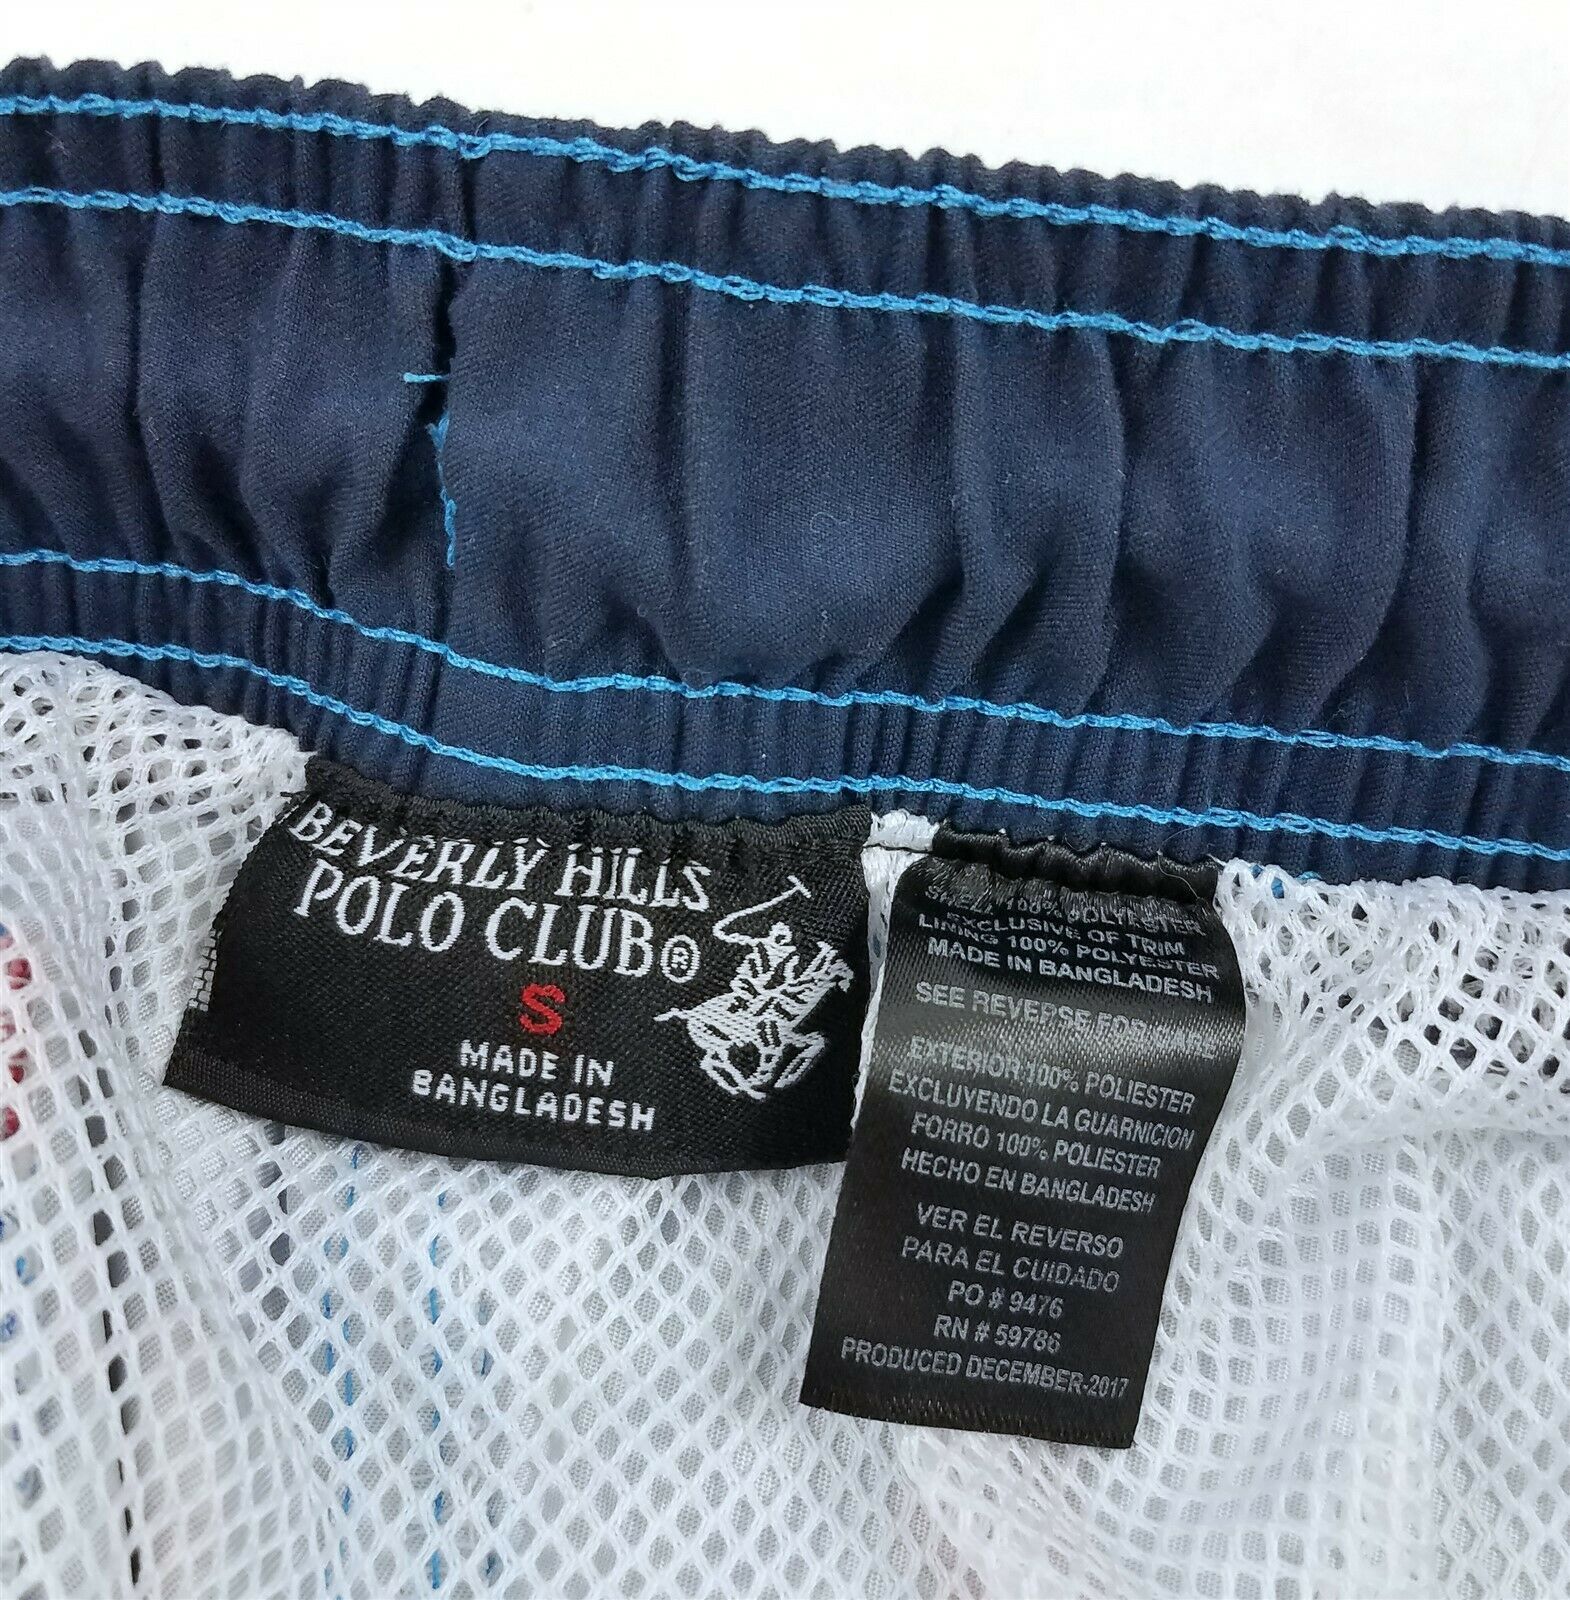 BEVERLY HILLS
POLO CLUB®
S
MADE IN
BANGLADESH
SHELL 100% POLYESTER
EXCLUSIVE OF TRIM
LINING 100% POLYESTER
MADE IN BANGLADESH
SEE REVERSE FOR CARE
EXTERIOR 100% POLIESTER
EXCLUYENDO LA GUARNICION
FORRO 100% POLIESTER
HECHO EN BANGLADESH
VER EL REVERSO
PARA EL CUIDADO
PO # 9476
RN # 59786
PRODUCED DECEMBER-2017